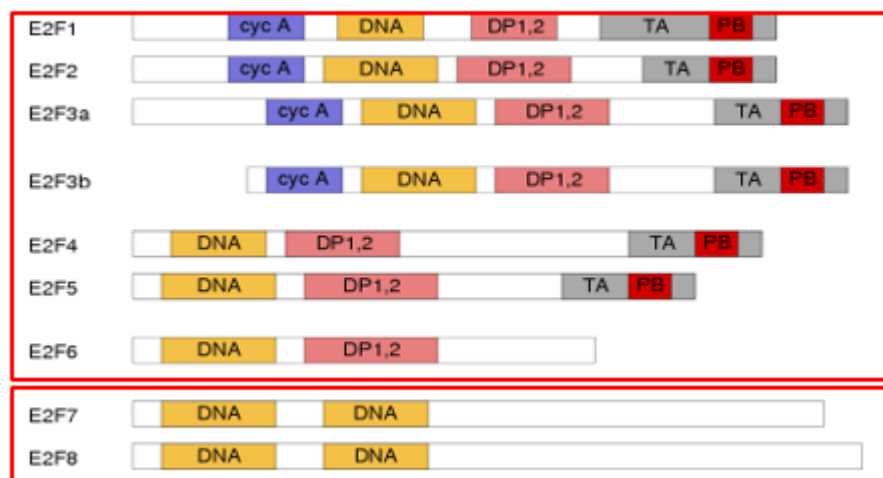 E2F1 cyc A DNA DP1,2 TA PB
E2F2 cyc A DNA DP1,2 TA PB
E2F3a cyc A DNA DP1,2 TA PB
E2F3b cyc A DNA DP1,2 TA PB
E2F4 DNA DP1,2 TA PB
E2F5 DNA DP1,2 TA PB
E2F6 DNA DP1,2
E2F7 DNA DNA
E2F8 DNA DNA